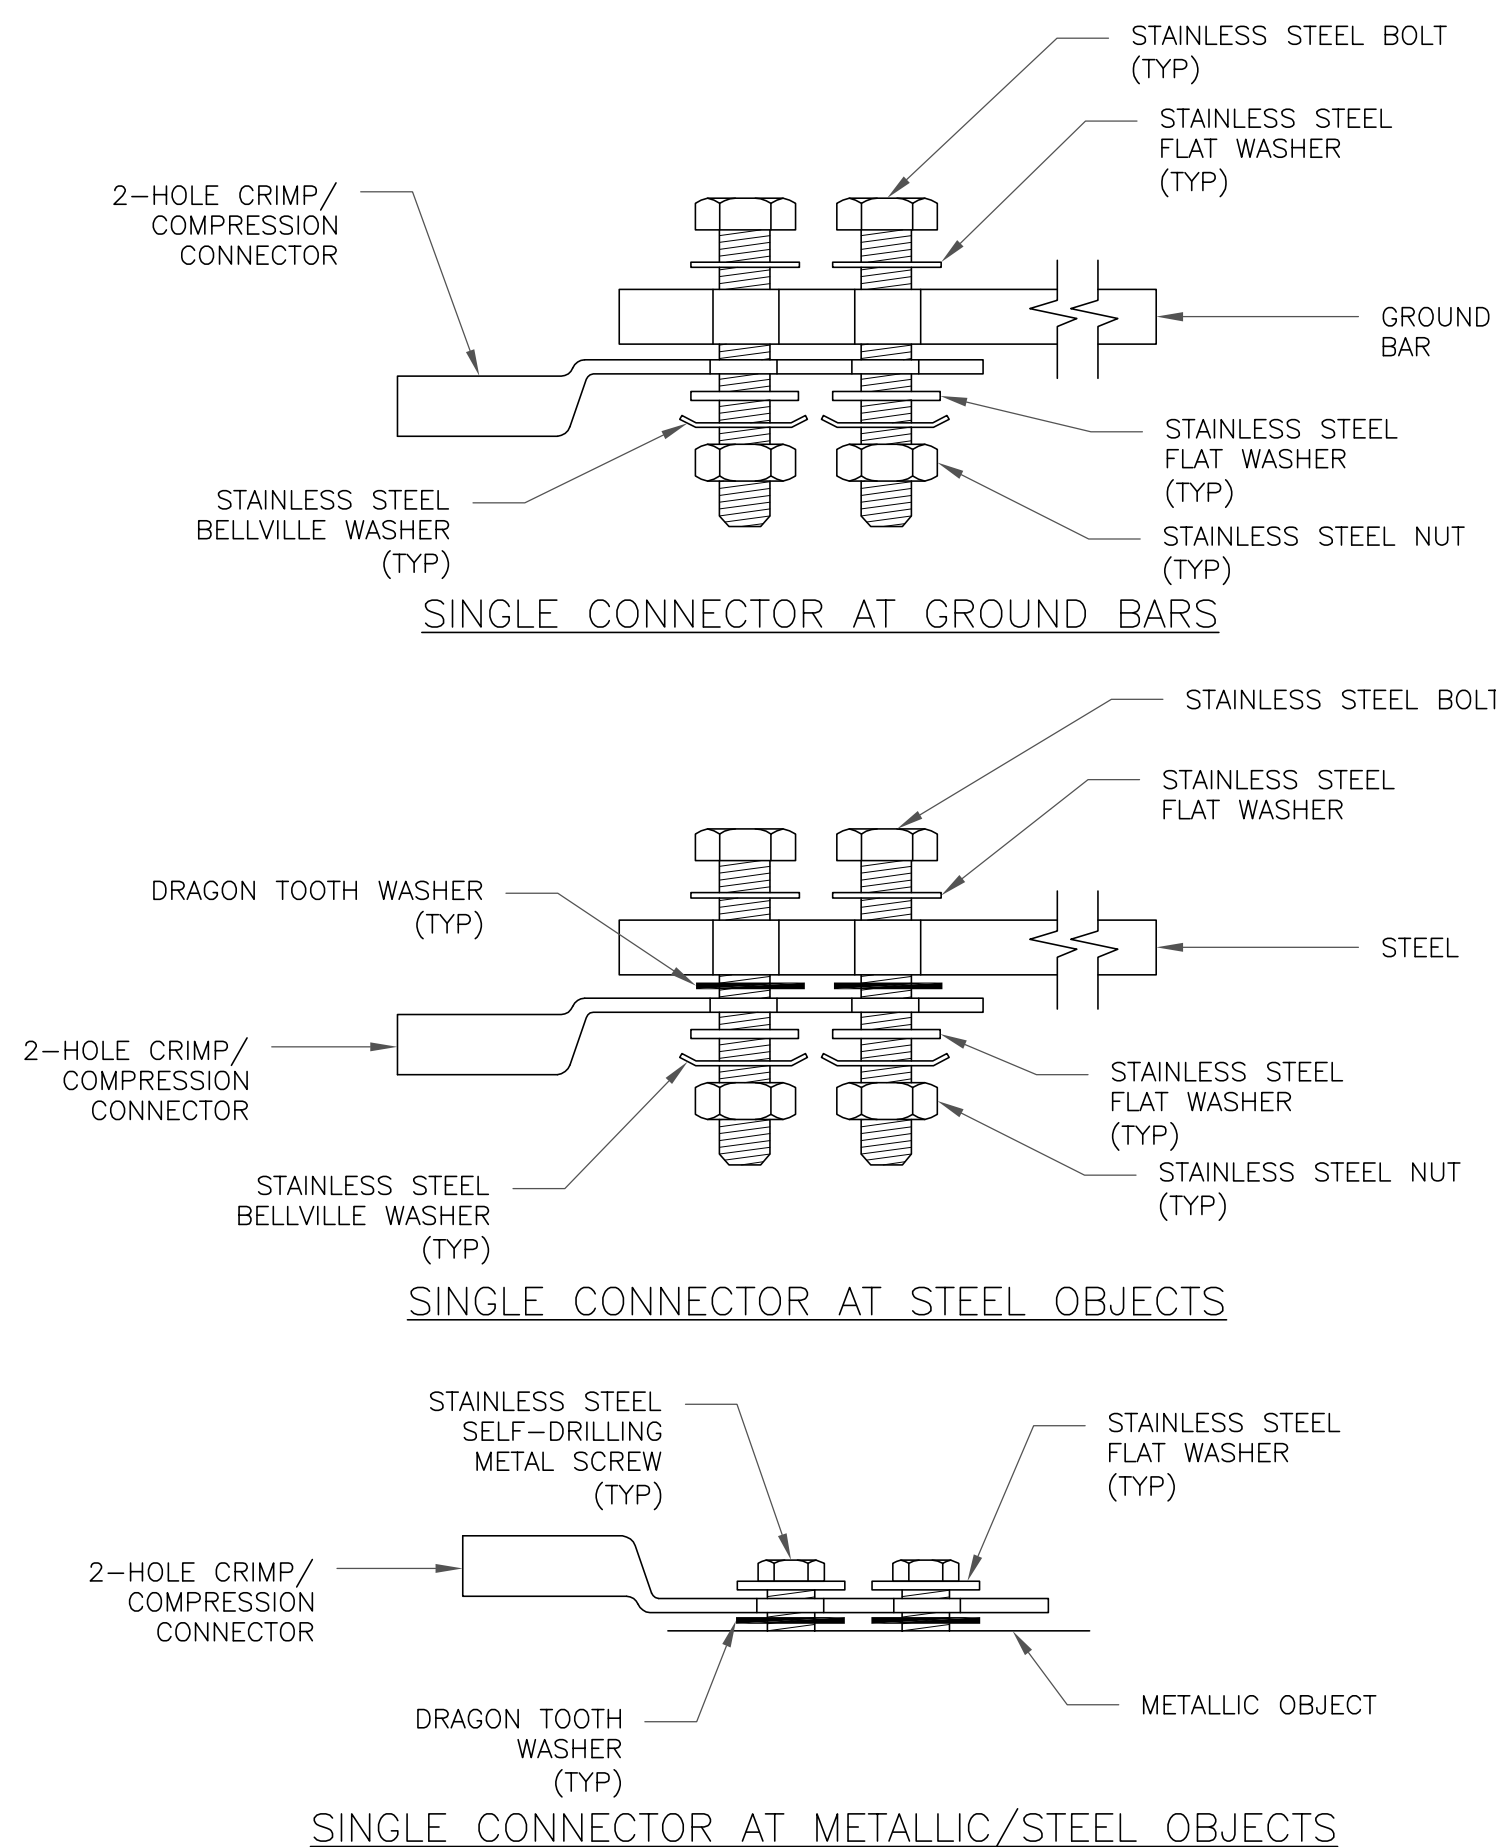 STAINLESS STEEL BOLT
(TYP)
STAINLESS STEEL
FLAT WASHER
(TYP)
2-HOLE CRIMP/
COMPRESSION
CONNECTOR
GROUND
BAR
STAINLESS STEEL
FLAT WASHER
(TYP)
STAINLESS STEEL
BELLVILLE WASHER
(TYP)
STAINLESS STEEL NUT
(TYP)
SINGLE CONNECTOR AT GROUND BARS
STAINLESS STEEL BOLT
STAINLESS STEEL
FLAT WASHER
DRAGON TOOTH WASHER
(TYP)
STEEL
2-HOLE CRIMP/
COMPRESSION
CONNECTOR
STAINLESS STEEL
FLAT WASHER
(TYP)
STAINLESS STEEL NUT
(TYP)
STAINLESS STEEL
BELLVILLE WASHER
(TYP)
SINGLE CONNECTOR AT STEEL OBJECTS
STAINLESS STEEL
SELF-DRILLING
METAL SCREW
(TYP)
STAINLESS STEEL
FLAT WASHER
(TYP)
2-HOLE CRIMP/
COMPRESSION
CONNECTOR
METALLIC OBJECT
DRAGON TOOTH
WASHER
(TYP)
SINGLE CONNECTOR AT METALLIC/STEEL OBJECTS